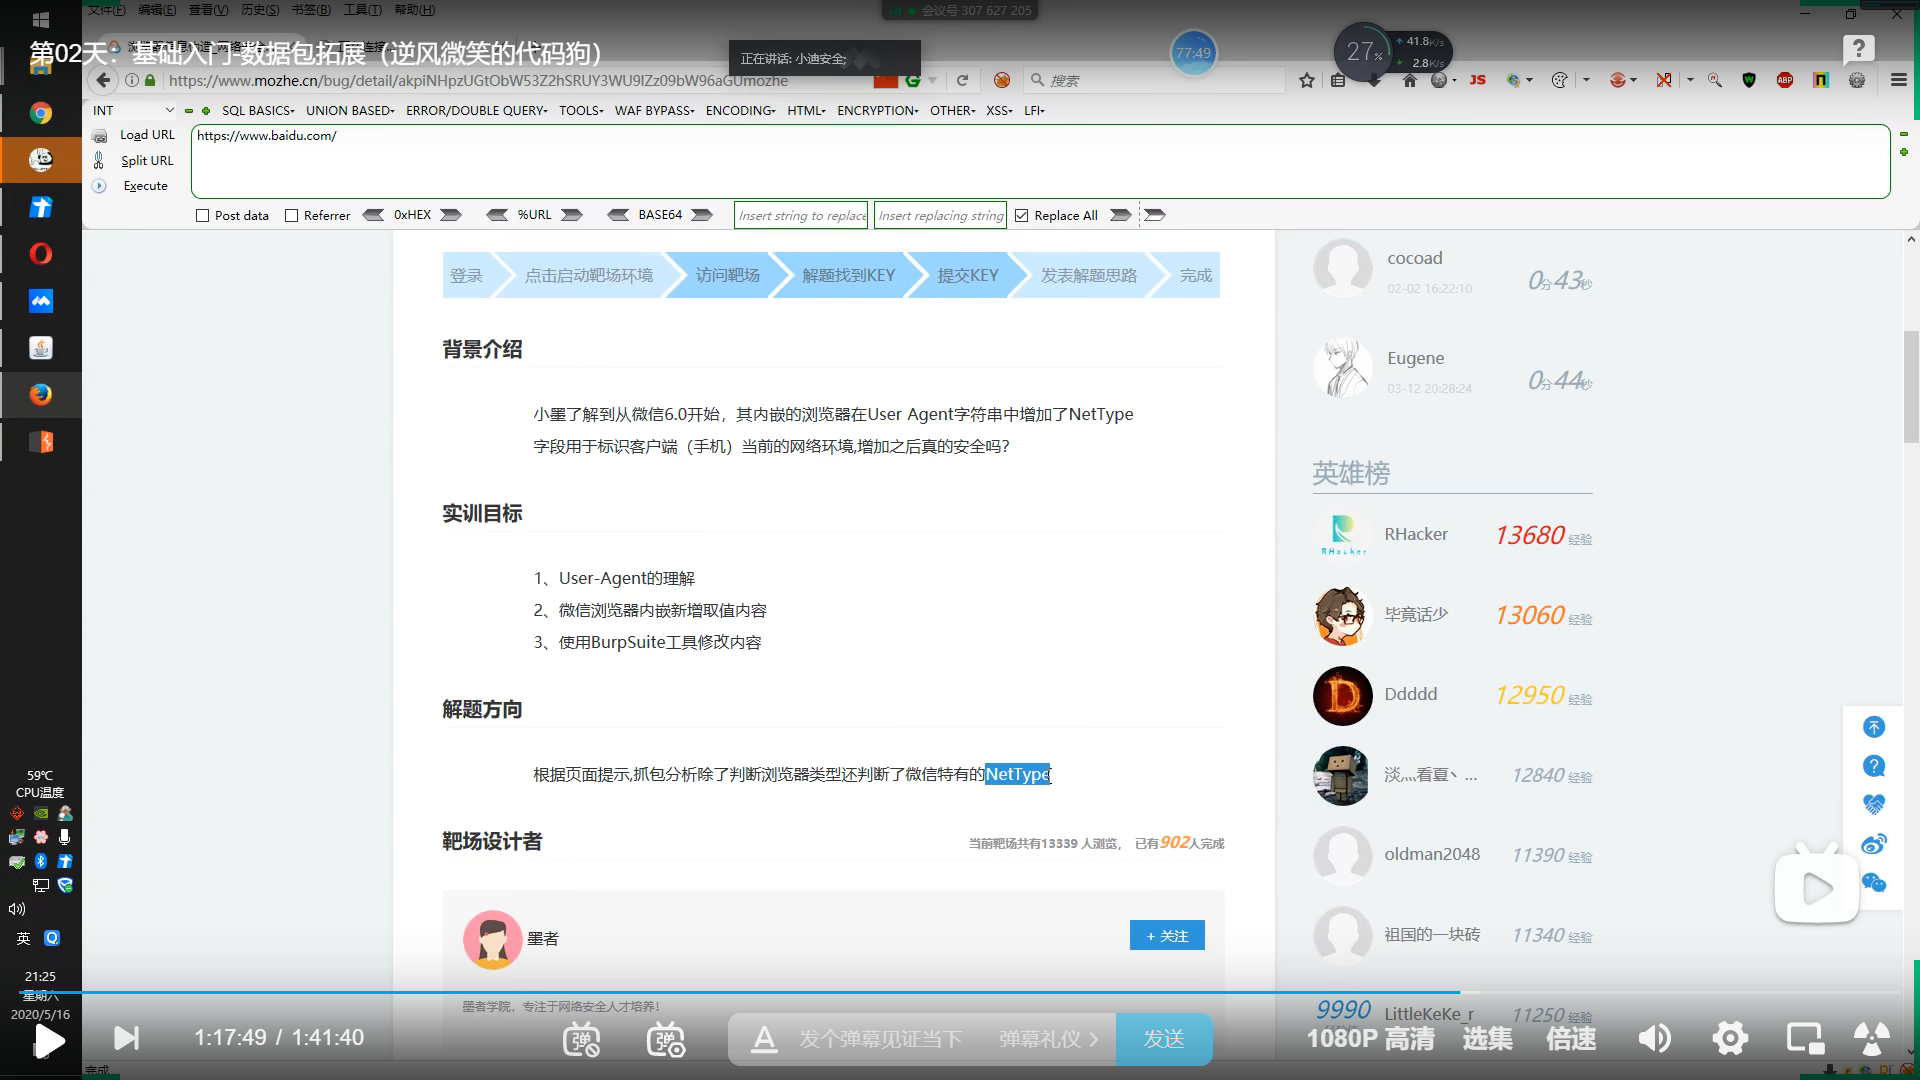 文件(F) 编辑(E) 查看(V) 历史(S) 书签(B) 工具(T) 帮助(H)
会议号 307 627 205
第02天：基础入门-数据包拓展（逆风微笑的代码狗）
正在讲话: 小迪安全;
77:49
27%
41.8K/s
2.8K/s
https://www.mozhe.cn/bug/detail/akpiNHpzUGtObW53Z2hSRUY3WU9IZz09bW96aGUmozhe
搜索
INT
SQL BASICS UNION BASED ERROR/DOUBLE QUERY TOOLS WAF BYPASS ENCODING HTML ENCRYPTION OTHER XSS LFI
Load URL
https://www.baidu.com/
Split URL
Execute
Post data Referrer 0xHEX %URL BASE64 Insert string to replace Insert replacing string Replace All
登录 点击启动靶场环境 访问靶场 解题找到KEY 提交KEY 发表解题思路 完成
背景介绍
小墨了解到从微信6.0开始，其内嵌的浏览器在User Agent字符串中增加了NetType
字段用于标识客户端（手机）当前的网络环境,增加之后真的安全吗?
实训目标
1、User-Agent的理解
2、微信浏览器内嵌新增取值内容
3、使用BurpSuite工具修改内容
解题方向
根据页面提示,抓包分析除了判断浏览器类型还判断了微信特有的NetType
靶场设计者
当前靶场共有13339 人浏览， 已有902人完成
墨者
+ 关注
墨者学院，专注于网络安全人才培养!
cocoad
02-02 16:22:10
0分43秒
Eugene
03-12 20:28:24
0分44秒
英雄榜
RHacker 13680 经验
毕竟话少 13060 经验
Ddddd 12950 经验
淡灬看夏丶... 12840 经验
oldman2048 11390 经验
祖国的一块砖 11340 经验
9990 LittleKeKe_r 11250 经验
59℃
CPU温度
英
21:25
星期六
2020/5/16
1:17:49 / 1:41:40
发个弹幕见证当下
弹幕礼仪
发送
1080P 高清
选集
倍速
完成